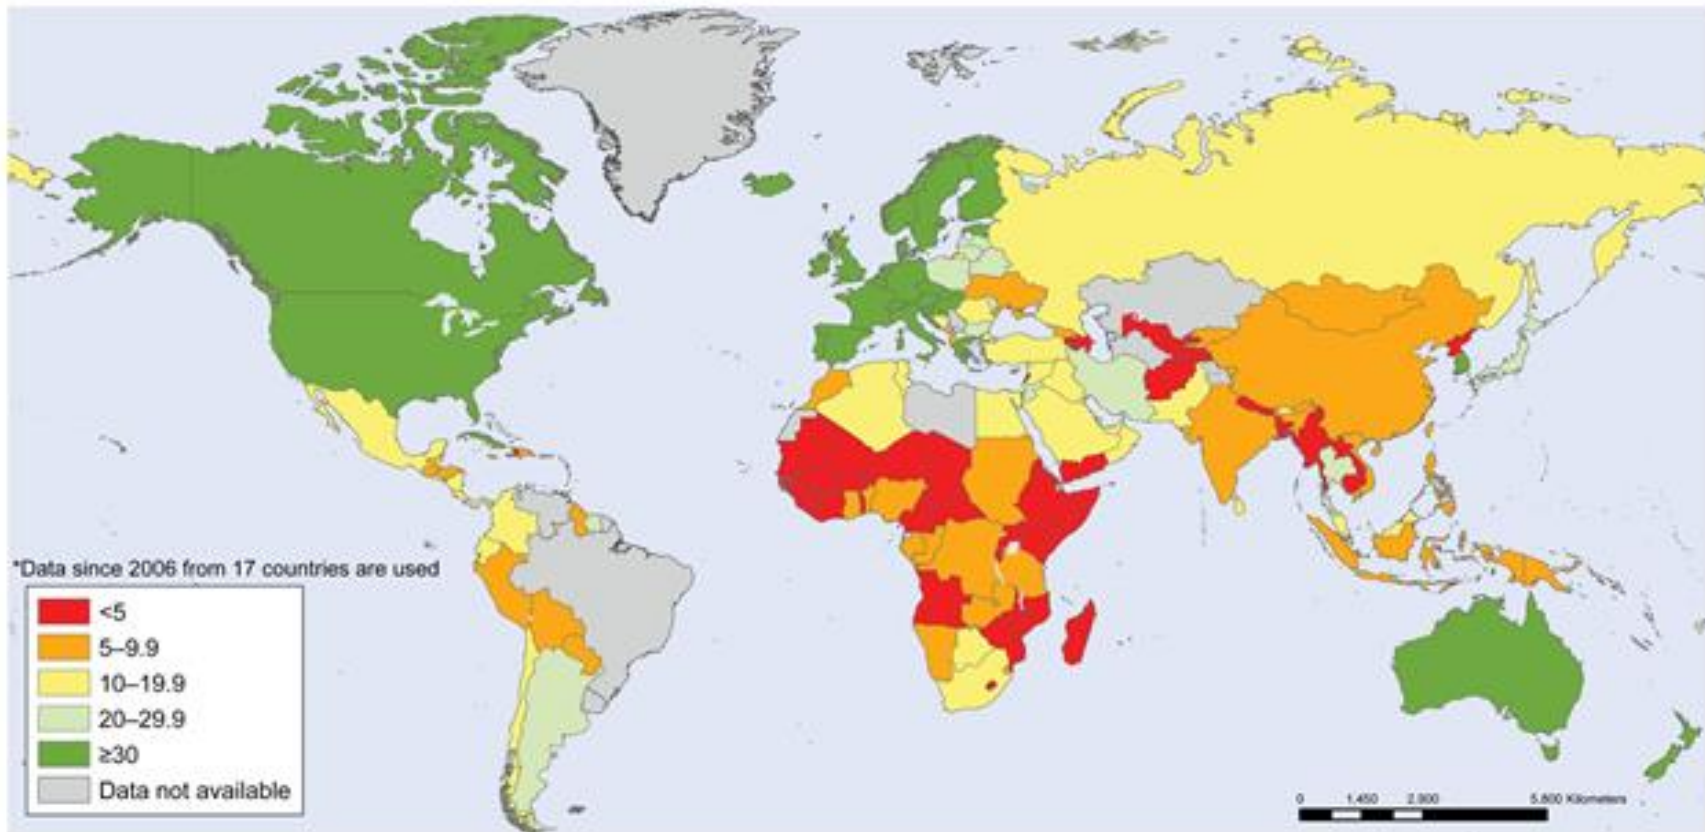 *Data since 2006 from 17 countries are used
<5
5–9.9
10–19.9
20–29.9
≥30
Data not available
0 1,450 2,900 5,800 Kilometers